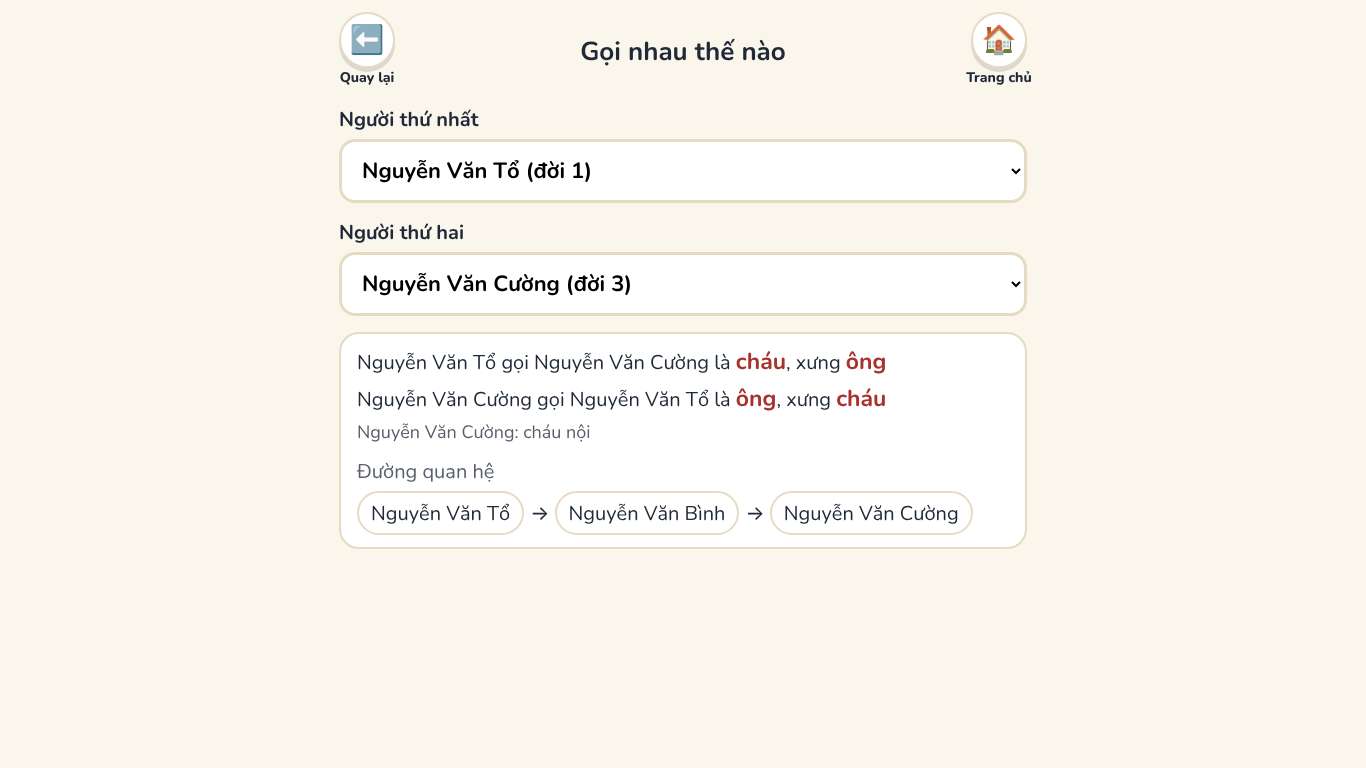 Quay lại
Gọi nhau thế nào
Trang chủ
Người thứ nhất
Nguyễn Văn Tổ (đời 1)
Người thứ hai
Nguyễn Văn Cường (đời 3)
Nguyễn Văn Tổ gọi Nguyễn Văn Cường là cháu, xưng ông
Nguyễn Văn Cường gọi Nguyễn Văn Tổ là ông, xưng cháu
Nguyễn Văn Cường: cháu nội
Đường quan hệ
Nguyễn Văn Tổ → Nguyễn Văn Bình → Nguyễn Văn Cường